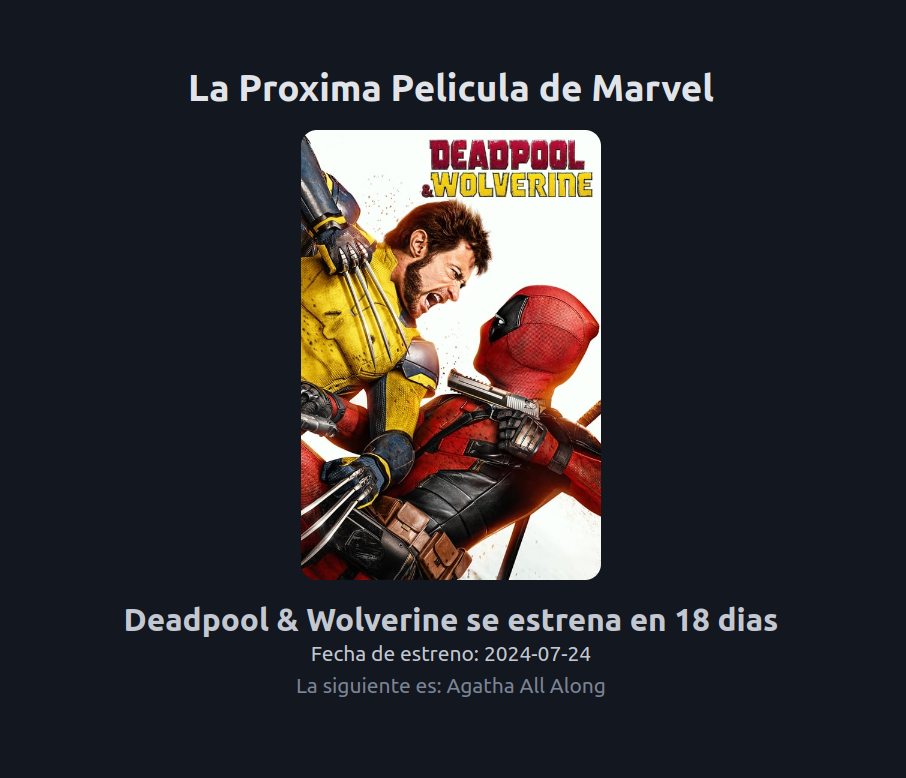 La Proxima Pelicula de Marvel
DEADPOOL
&WOLVERINE
Deadpool & Wolverine se estrena en 18 dias
Fecha de estreno: 2024-07-24
La siguiente es: Agatha All Along